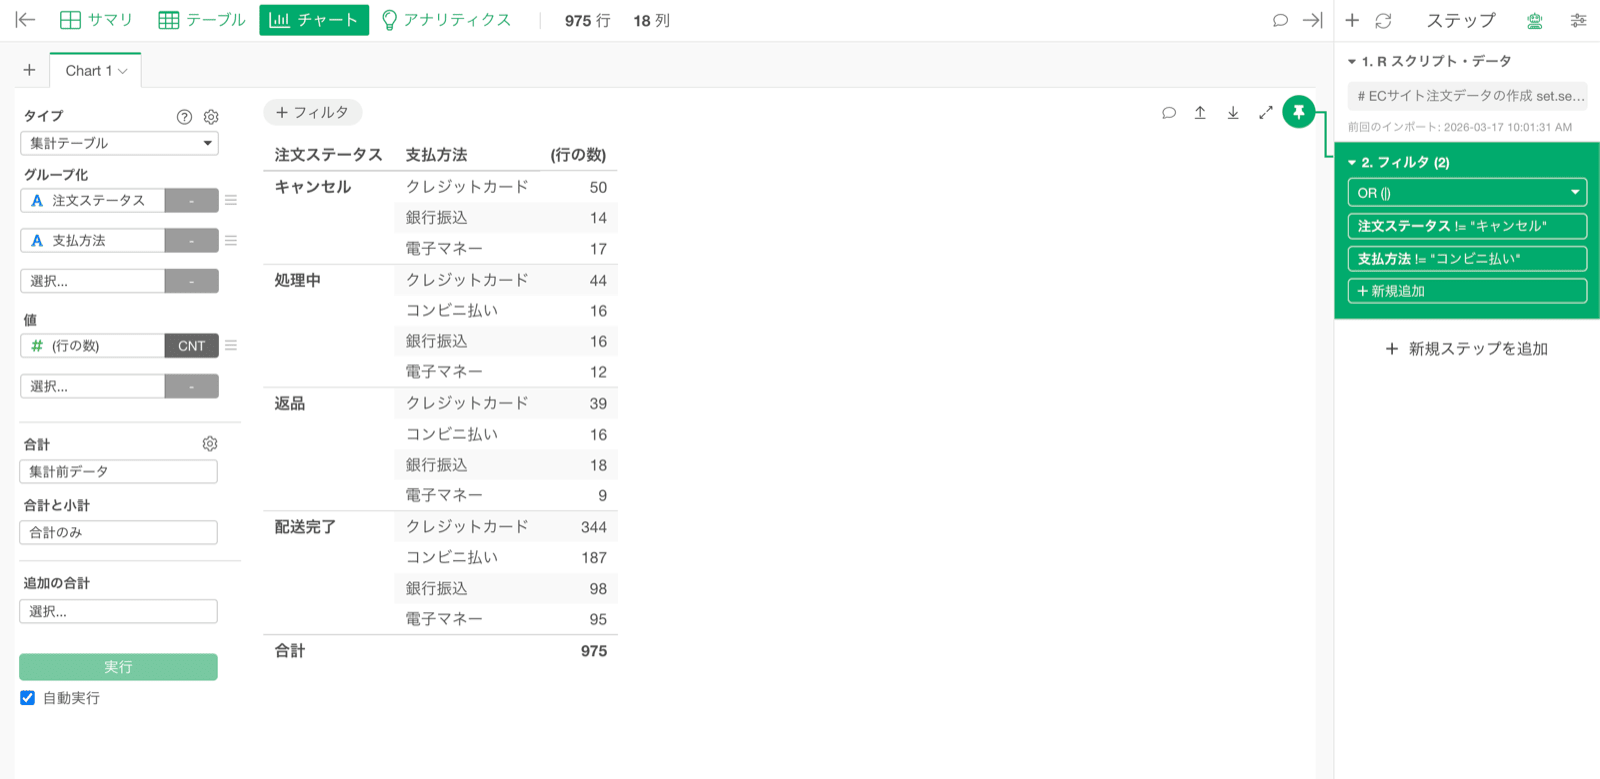 サマリ テーブル チャート アナリティクス 975 行 18 列
ステップ
Chart 1
タイプ
集計テーブル
グループ化
注文ステータス -
支払方法 -
選択... -
値
(行の数) CNT
選択... -
合計
集計前データ
合計と小計
合計のみ
追加の合計
選択...
実行
自動実行
+ フィルタ
注文ステータス 支払方法 (行の数)
キャンセル クレジットカード 50
銀行振込 14
電子マネー 17
処理中 クレジットカード 44
コンビニ払い 16
銀行振込 16
電子マネー 12
返品 クレジットカード 39
コンビニ払い 16
銀行振込 18
電子マネー 9
配送完了 クレジットカード 344
コンビニ払い 187
銀行振込 98
電子マネー 95
合計 975
1. R スクリプト・データ
# ECサイト注文データの作成 set.se...
前回のインポート: 2026-03-17 10:01:31 AM
2. フィルタ (2)
OR (|)
注文ステータス != "キャンセル"
支払方法 != "コンビニ払い"
+ 新規追加
+ 新規ステップを追加